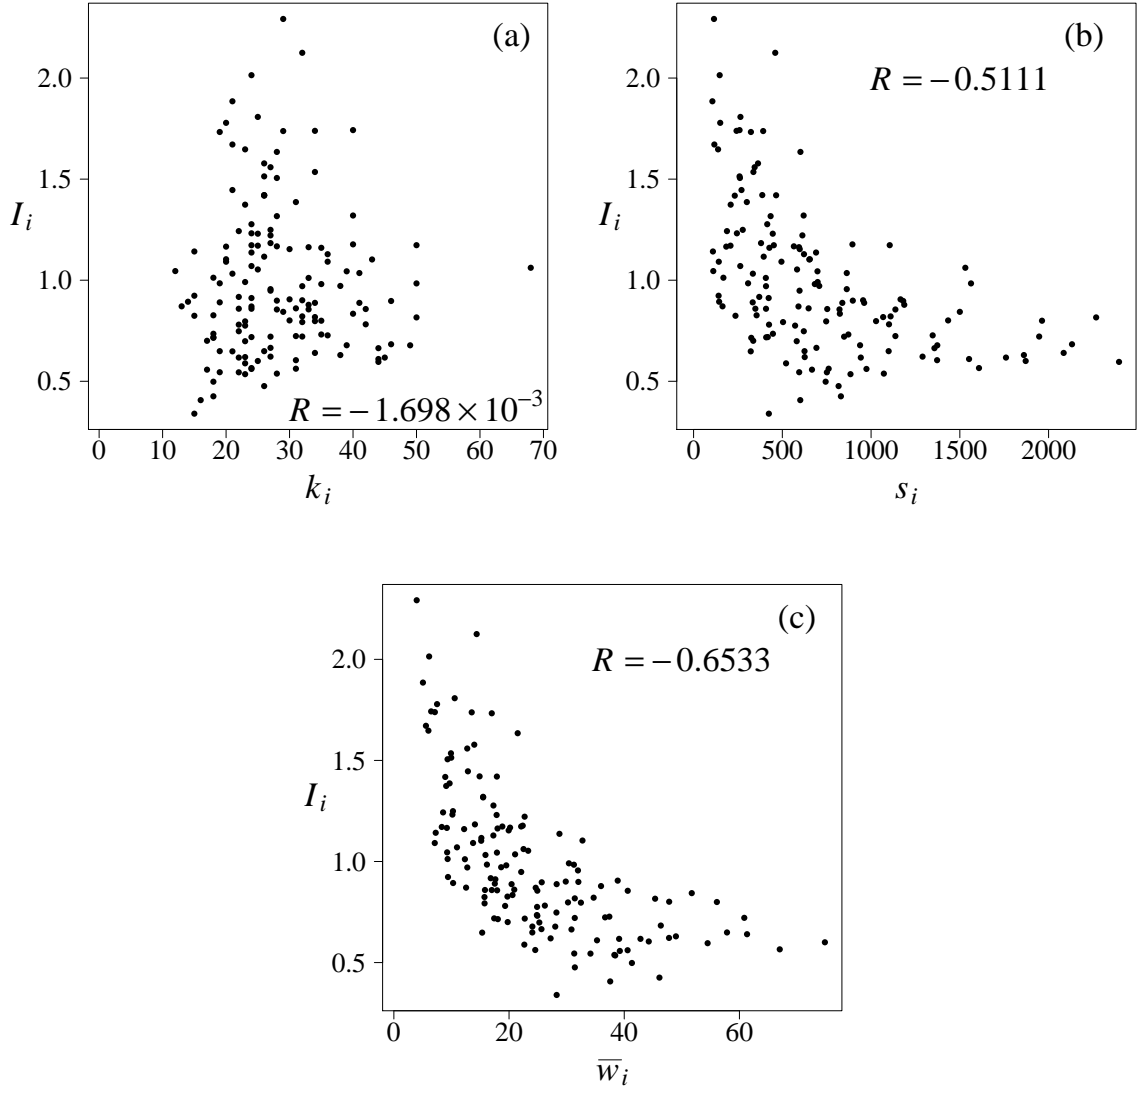 (a)
2.0
1.5
I_i
1.0
0.5
R = −1.698 × 10^−3
0 10 20 30 40 50 60 70
k_i
(b)
R = −0.5111
2.0
1.5
I_i
1.0
0.5
0 500 1000 1500 2000
s_i
(c)
R = −0.6533
2.0
1.5
I_i
1.0
0.5
0 20 40 60
w̅_i